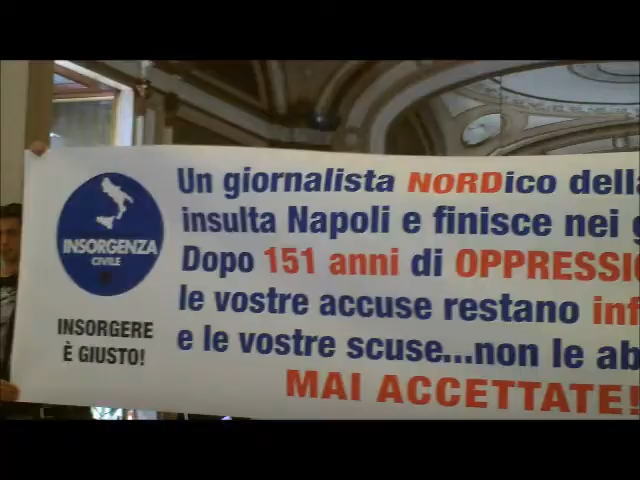 INSORGENZA
CIVILE
INSORGERE
È GIUSTO!
Un giornalista NORDico
insulta Napoli e finisce nei
Dopo 151 anni di
le vostre accuse restano
e le vostre scuse...non le
MAI ACCETTATE!